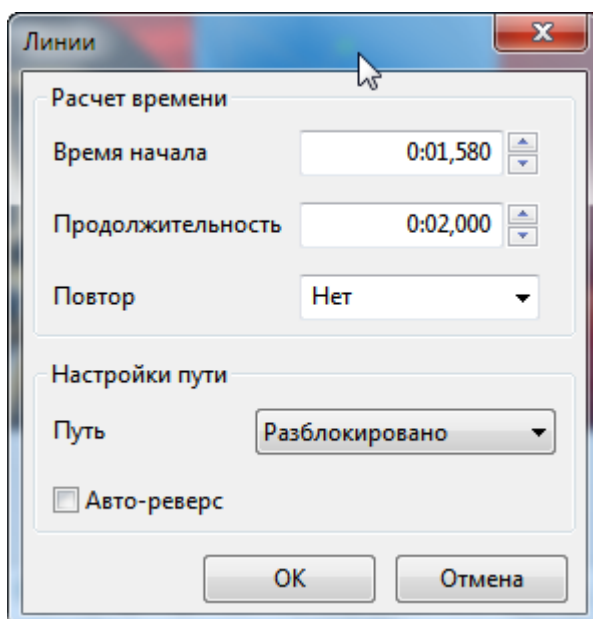 Линии
Расчет времени
Время начала 0:01,580
Продолжительность 0:02,000
Повтор Нет
Настройки пути
Путь Разблокировано
Авто-реверс
OK Отмена